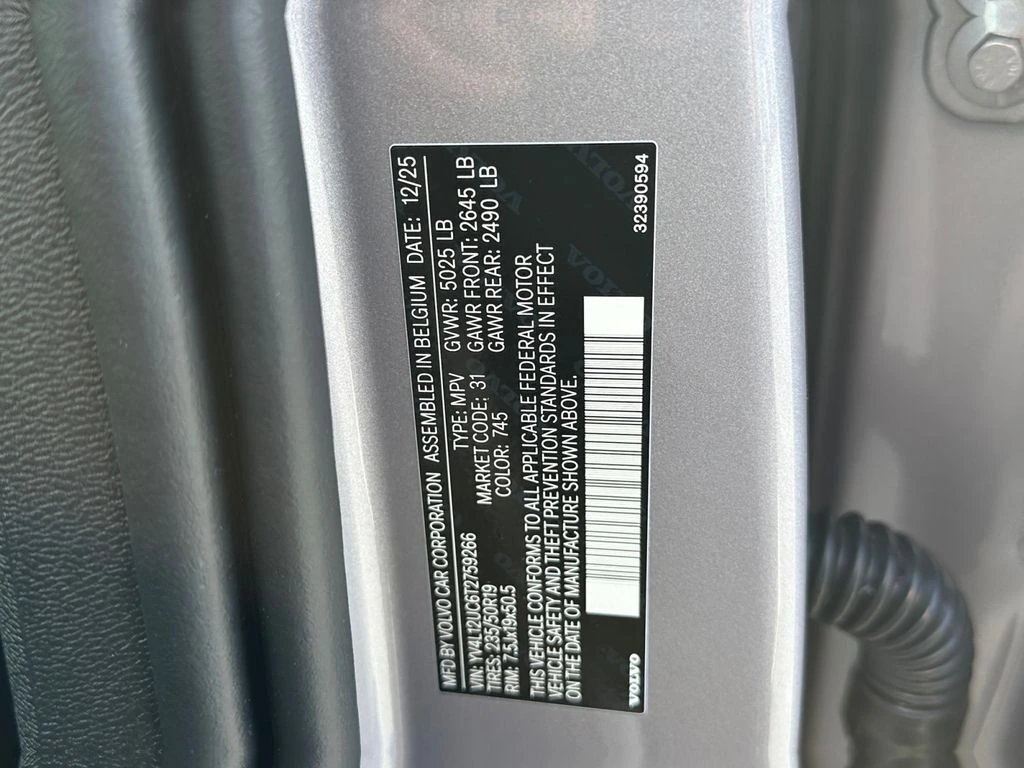 MFD BY VOLVO CAR CORPORATION ASSEMBLED IN BELGIUM DATE: 12/25
VIN: YV4L12UC6T2759266 TYPE: MPV GVWR: 5025 LB
TIRES 235/50R19 MARKET CODE: 31 GAWR FRONT: 2645 LB
RIM: 7.5Jx19x50.5 COLOR: 745 GAWR REAR: 2490 LB
THIS VEHICLE CONFORMS TO ALL APPLICABLE FEDERAL MOTOR
VEHICLE SAFETY AND THEFT PREVENTION STANDARDS IN EFFECT
ON THE DATE OF MANUFACTURE SHOWN ABOVE.
VOLVO 32390594